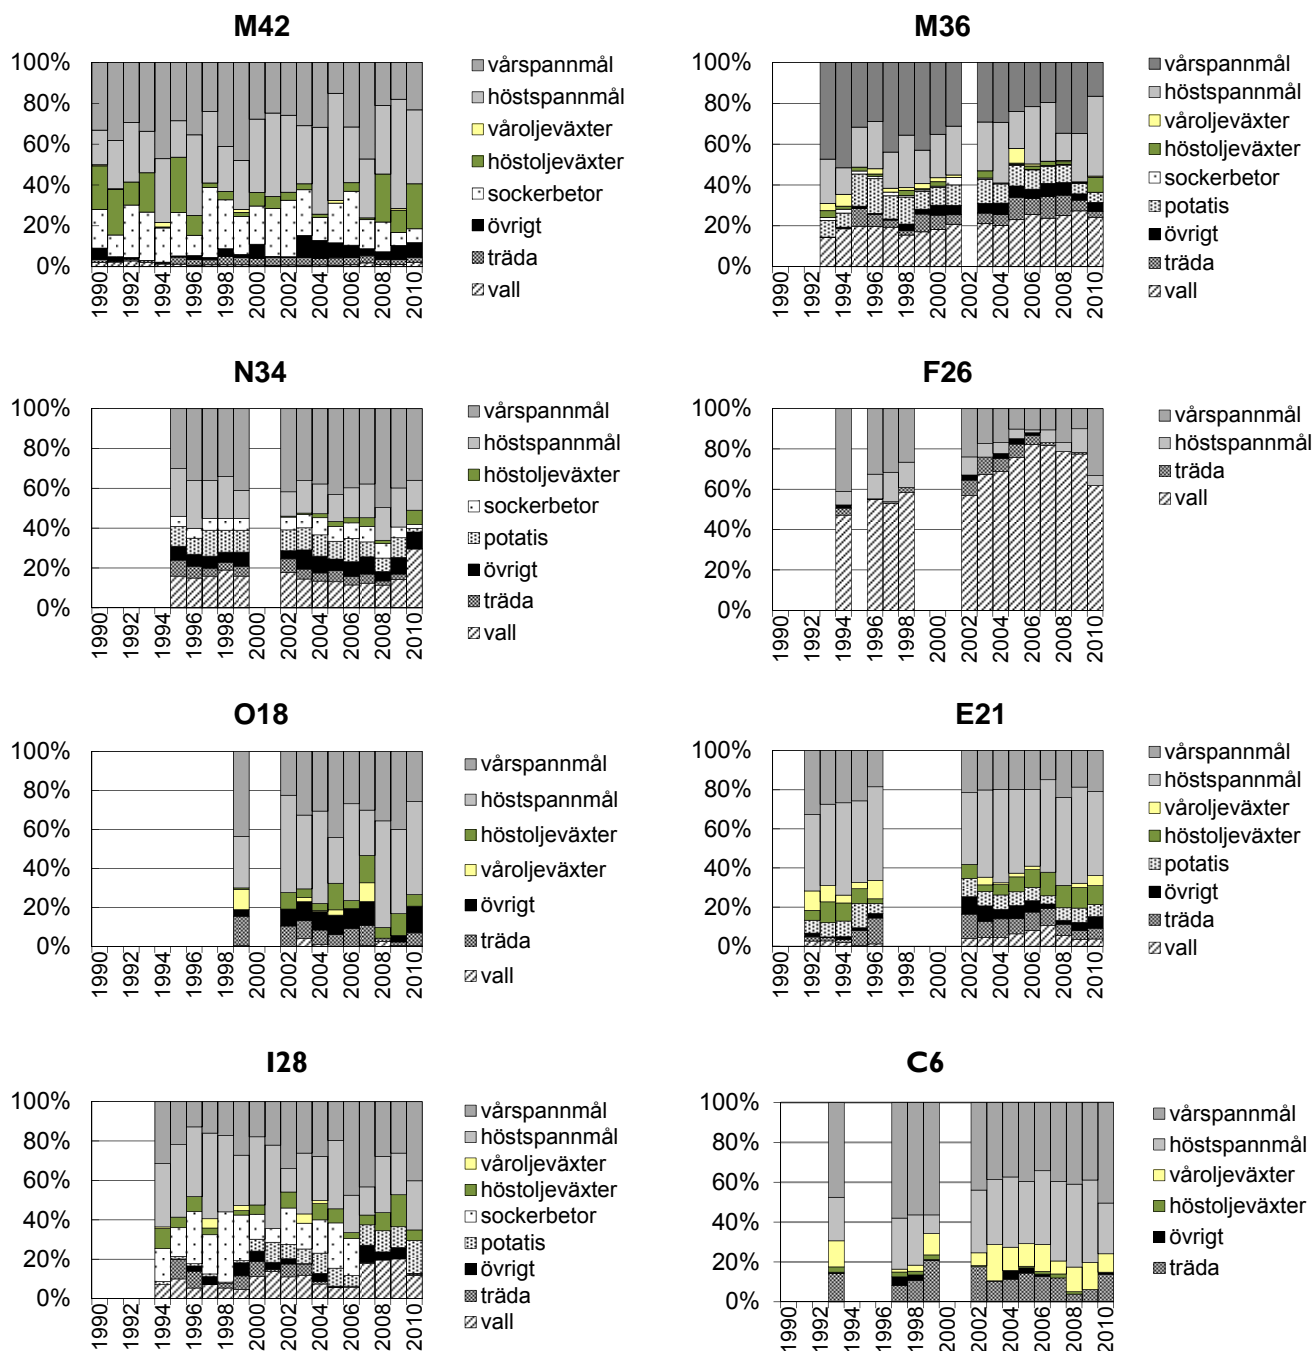 M42
100%
80%
60%
40%
20%
0%
1990
1992
1994
1996
1998
2000
2002
2004
2006
2008
2010
vårspannmål
höstspannmål
våroljeväxter
höstoljeväxter
sockerbetor
övrigt
träda
vall
M36
100%
80%
60%
40%
20%
0%
1990
1992
1994
1996
1998
2000
2002
2004
2006
2008
2010
vårspannmål
höstspannmål
våroljeväxter
höstoljeväxter
sockerbetor
potatis
övrigt
träda
vall
N34
100%
80%
60%
40%
20%
0%
1990
1992
1994
1996
1998
2000
2002
2004
2006
2008
2010
vårspannmål
höstspannmål
höstoljeväxter
sockerbetor
potatis
övrigt
träda
vall
F26
100%
80%
60%
40%
20%
0%
1990
1992
1994
1996
1998
2000
2002
2004
2006
2008
2010
vårspannmål
höstspannmål
träda
vall
O18
100%
80%
60%
40%
20%
0%
1990
1992
1994
1996
1998
2000
2002
2004
2006
2008
2010
vårspannmål
höstspannmål
höstoljeväxter
våroljeväxter
övrigt
träda
vall
E21
100%
80%
60%
40%
20%
0%
1990
1992
1994
1996
1998
2000
2002
2004
2006
2008
2010
vårspannmål
höstspannmål
våroljeväxter
höstoljeväxter
potatis
övrigt
träda
vall
I28
100%
80%
60%
40%
20%
0%
1990
1992
1994
1996
1998
2000
2002
2004
2006
2008
2010
vårspannmål
höstspannmål
våroljeväxter
höstoljeväxter
sockerbetor
potatis
övrigt
träda
vall
C6
100%
80%
60%
40%
20%
0%
1990
1992
1994
1996
1998
2000
2002
2004
2006
2008
2010
vårspannmål
höstspannmål
våroljeväxter
höstoljeväxter
övrigt
träda